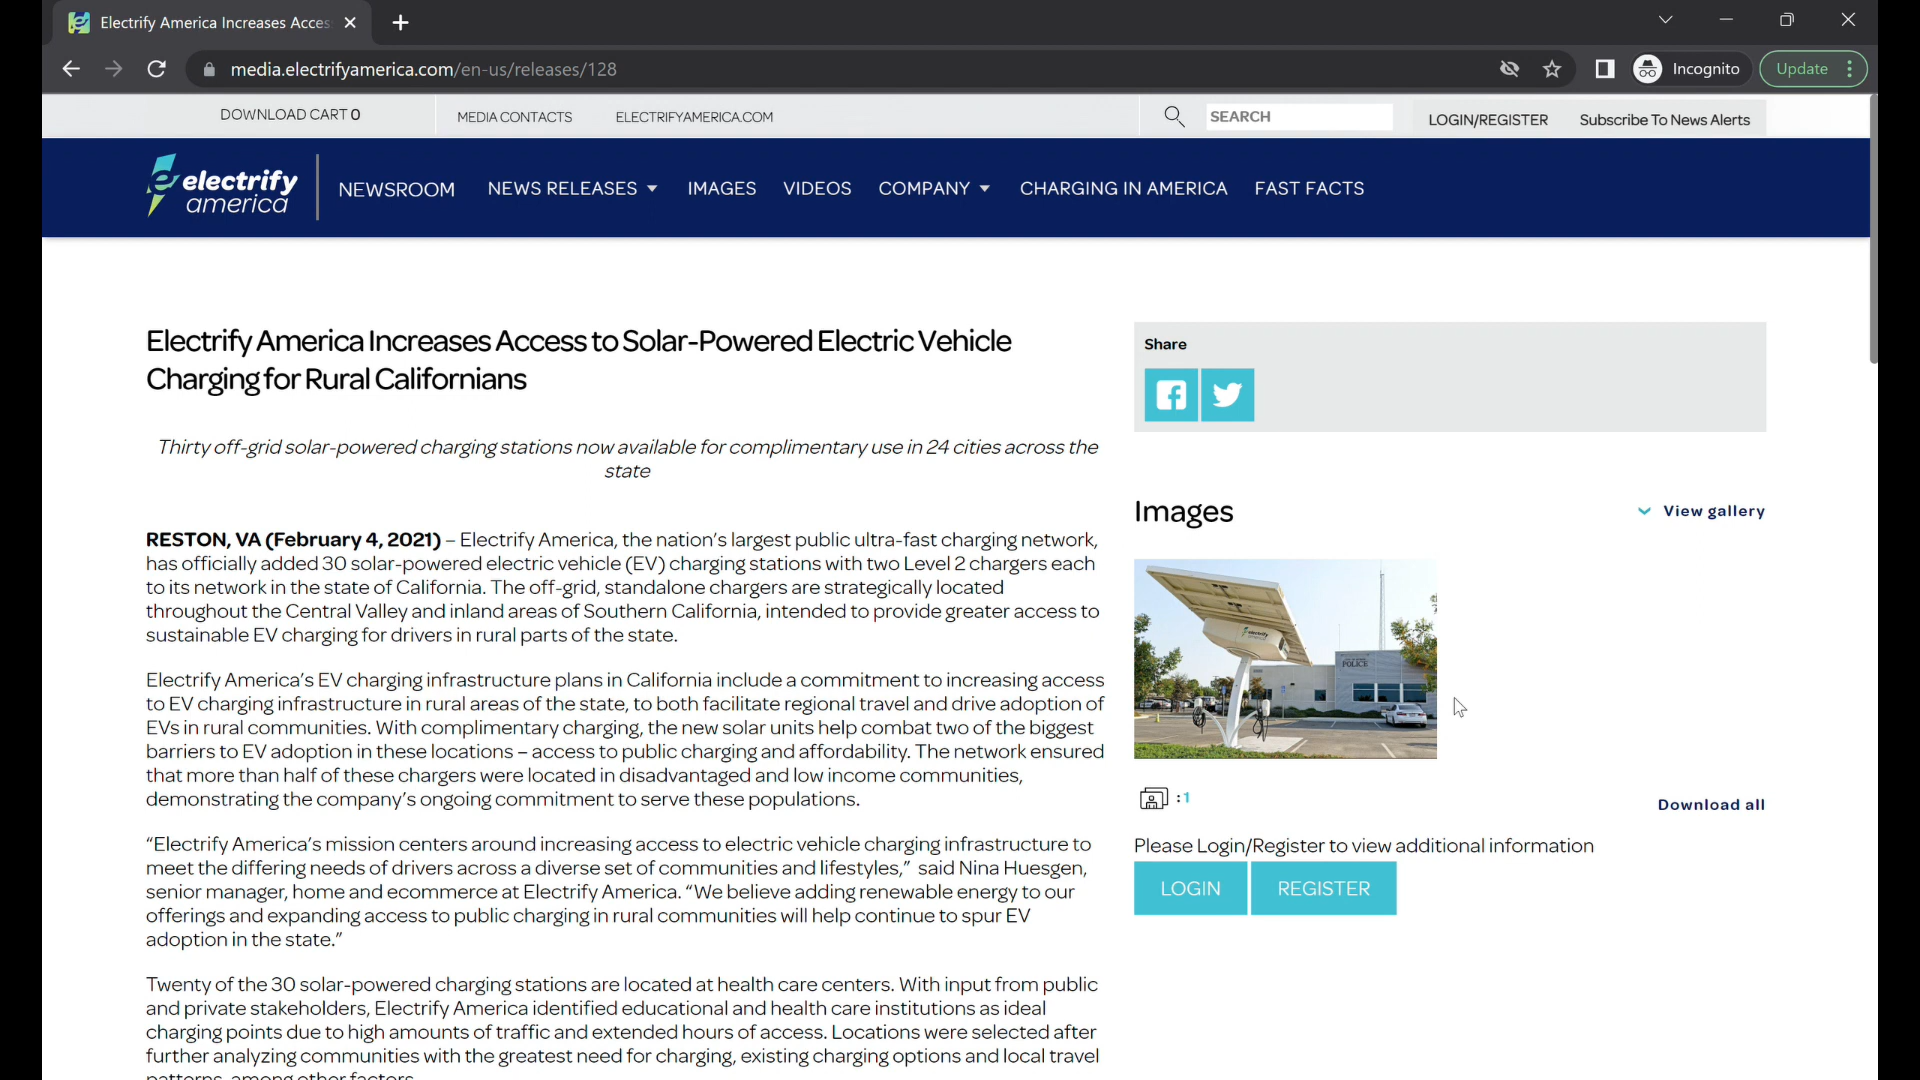 Electrify America Increases Acces
media.electrifyamerica.com/en-us/releases/128
Incognito
Update
DOWNLOAD CART 0
MEDIA CONTACTS
ELECTRIFYAMERICA.COM
SEARCH
LOGIN/REGISTER
Subscribe To News Alerts
electrify
america
NEWSROOM
NEWS RELEASES
IMAGES
VIDEOS
COMPANY
CHARGING IN AMERICA
FAST FACTS
Electrify America Increases Access to Solar-Powered Electric Vehicle
Charging for Rural Californians
Thirty off-grid solar-powered charging stations now available for complimentary use in 24 cities across the
state
RESTON, VA (February 4, 2021) – Electrify America, the nation’s largest public ultra-fast charging network,
has officially added 30 solar-powered electric vehicle (EV) charging stations with two Level 2 chargers each
to its network in the state of California. The off-grid, standalone chargers are strategically located
throughout the Central Valley and inland areas of Southern California, intended to provide greater access to
sustainable EV charging for drivers in rural parts of the state.
Electrify America’s EV charging infrastructure plans in California include a commitment to increasing access
to EV charging infrastructure in rural areas of the state, to both facilitate regional travel and drive adoption of
EVs in rural communities. With complimentary charging, the new solar units help combat two of the biggest
barriers to EV adoption in these locations – access to public charging and affordability. The network ensured
that more than half of these chargers were located in disadvantaged and low income communities,
demonstrating the company’s ongoing commitment to serve these populations.
“Electrify America’s mission centers around increasing access to electric vehicle charging infrastructure to
meet the differing needs of drivers across a diverse set of communities and lifestyles,” said Nina Huesgen,
senior manager, home and ecommerce at Electrify America. “We believe adding renewable energy to our
offerings and expanding access to public charging in rural communities will help continue to spur EV
adoption in the state.”
Twenty of the 30 solar-powered charging stations are located at health care centers. With input from public
and private stakeholders, Electrify America identified educational and health care institutions as ideal
charging points due to high amounts of traffic and extended hours of access. Locations were selected after
further analyzing communities with the greatest need for charging, existing charging options and local travel
patterns, among other factors.
Share
Images
View gallery
electrify
america
POLICE
:1
Download all
Please Login/Register to view additional information
LOGIN
REGISTER